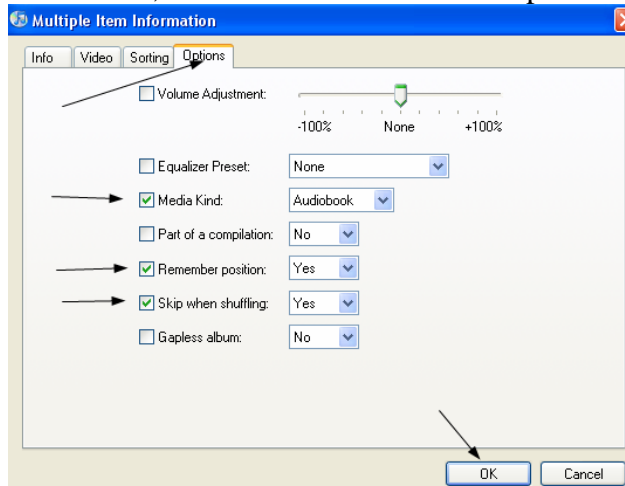 Multiple Item Information
Info Video Sorting Options
Volume Adjustment:
-100% None +100%
Equalizer Preset: None
Media Kind: Audiobook
Part of a compilation: No
Remember position: Yes
Skip when shuffling: Yes
Gapless album: No
OK Cancel